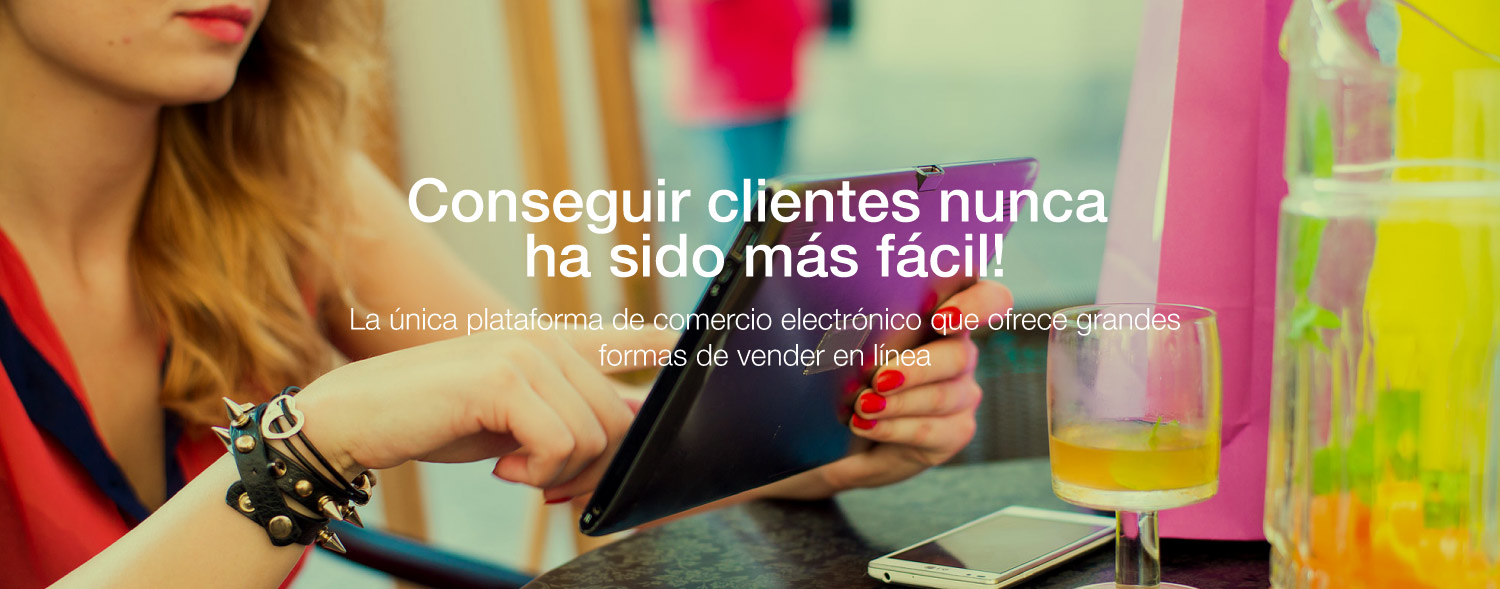 Conseguir clientes nunca
ha sido más fácil!
La única plataforma de comercio electrónico que ofrece grandes
formas de vender en línea